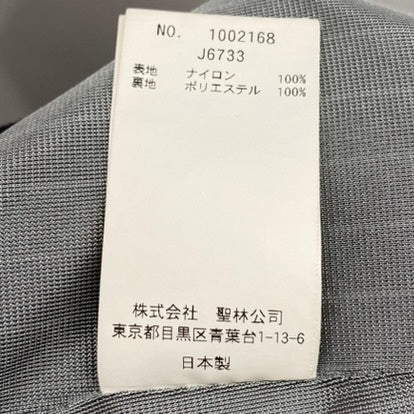 NO. 1002168
J6733
表地 ナイロン 100%
裏地 ポリエステル 100%
株式会社 聖林公司
東京都目黒区青葉台1-13-6
日本製